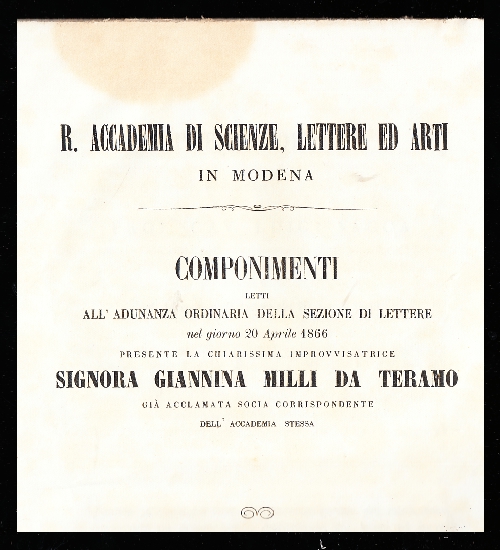 R. ACCADEMIA DI SCIENZE, LETTERE ED ARTI
IN MODENA
COMPONIMENTI
LETTI
ALL' ADUNANZA ORDINARIA DELLA SEZIONE DI LETTERE
nel giorno 20 Aprile 1866
PRESENTE LA CHIARISSIMA IMPROVVISATRICE
SIGNORA GIANNINA MILLI DA TERAMO
GIÀ ACCLAMATA SOCIA CORRISPONDENTE
DELL' ACCADEMIA STESSA